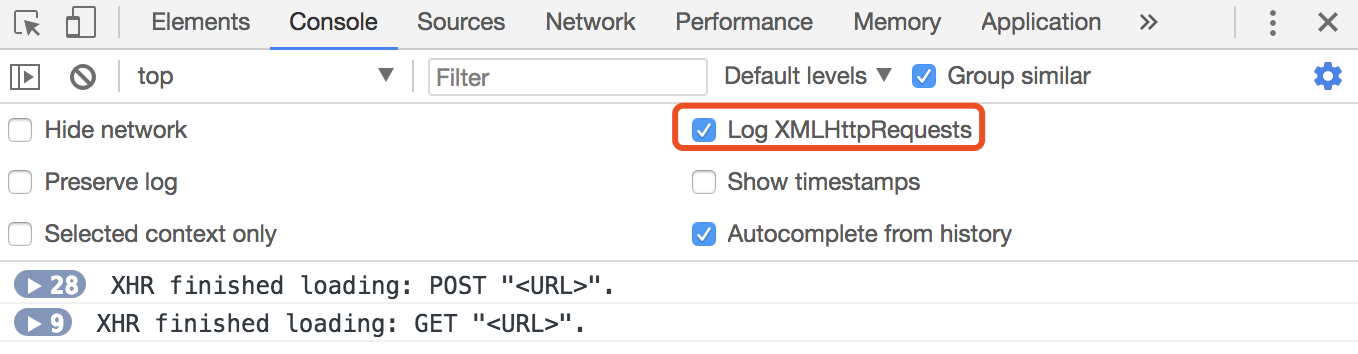 Elements Console Sources Network Performance Memory Application »
top Filter Default levels Group similar
Hide network Log XMLHttpRequests
Preserve log Show timestamps
Selected context only Autocomplete from history
28 XHR finished loading: POST "<URL>".
9 XHR finished loading: GET "<URL>".